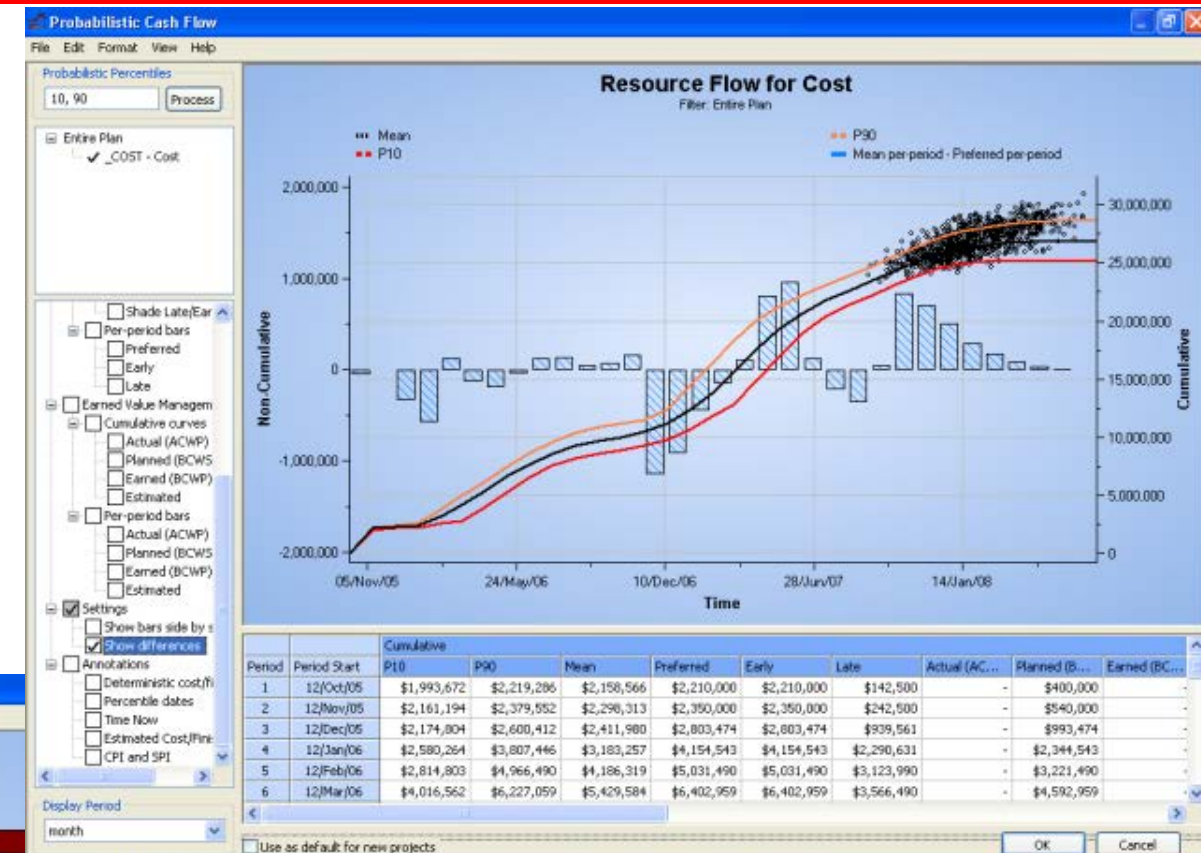 Probabilistic Cash Flow
File Edit Format View Help
Probabilistic Percentiles
10, 90 Process
Entire Plan
_COST - Cost
Shade Late/Ear
Per-period bars
Preferred
Early
Late
Earned Value Managem
Cumulative curves
Actual (ACWP)
Planned (BCWS
Earned (BCWP)
Estimated
Per-period bars
Actual (ACWP)
Planned (BCWS
Earned (BCWP)
Estimated
Settings
Show bars side by s
Show differences
Annotations
Deterministic cost/fi
Percentile dates
Time Now
Estimated Cost/Fini
CPI and SPI
Display Period
month
Resource Flow for Cost
Filter: Entire Plan
Mean
P10
P90
Mean per-period - Preferred per-period
Non-Cumulative
2,000,000
1,000,000
0
-1,000,000
-2,000,000
30,000,000
25,000,000
20,000,000
15,000,000
10,000,000
5,000,000
0
Cumulative
05/Nov/05 24/May/06 10/Dec/06 28/Jun/07 14/Jan/08
Time
Cumulative
Period Period Start P10 P90 Mean Preferred Early Late Actual (AC... Planned (B... Earned (BC...
1 12/Oct/05 $1,993,672 $2,219,286 $2,158,566 $2,210,000 $2,210,000 $142,500 - $400,000 -
2 12/Nov/05 $2,161,194 $2,379,552 $2,298,313 $2,350,000 $2,350,000 $242,500 - $540,000 -
3 12/Dec/05 $2,174,804 $2,600,412 $2,411,980 $2,803,474 $2,803,474 $939,561 - $993,474 -
4 12/Jan/06 $2,580,264 $3,807,446 $3,183,257 $4,154,543 $4,154,543 $2,290,631 - $2,344,543 -
5 12/Feb/06 $2,814,803 $4,966,490 $4,186,319 $5,031,490 $5,031,490 $3,123,990 - $3,221,490 -
6 12/Mar/06 $4,016,562 $6,227,059 $5,429,584 $6,402,959 $6,402,959 $3,566,490 - $4,592,959 -
Use as default for new projects
OK Cancel